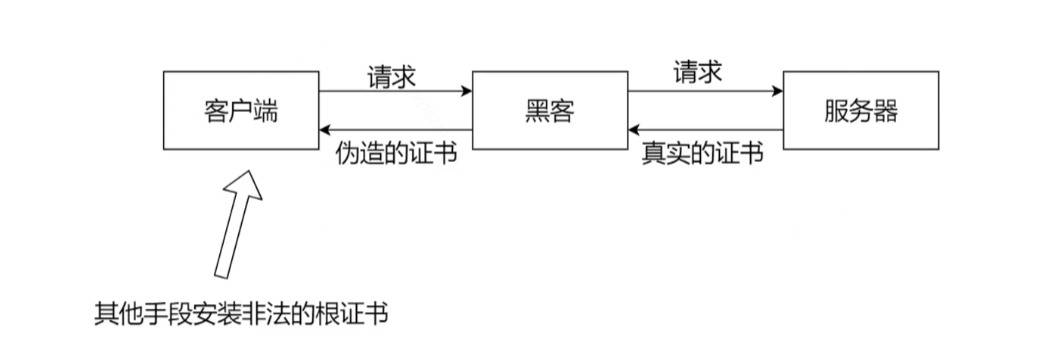 请求
请求
客户端
黑客
服务器
伪造的证书
真实的证书
其他手段安装非法的根证书